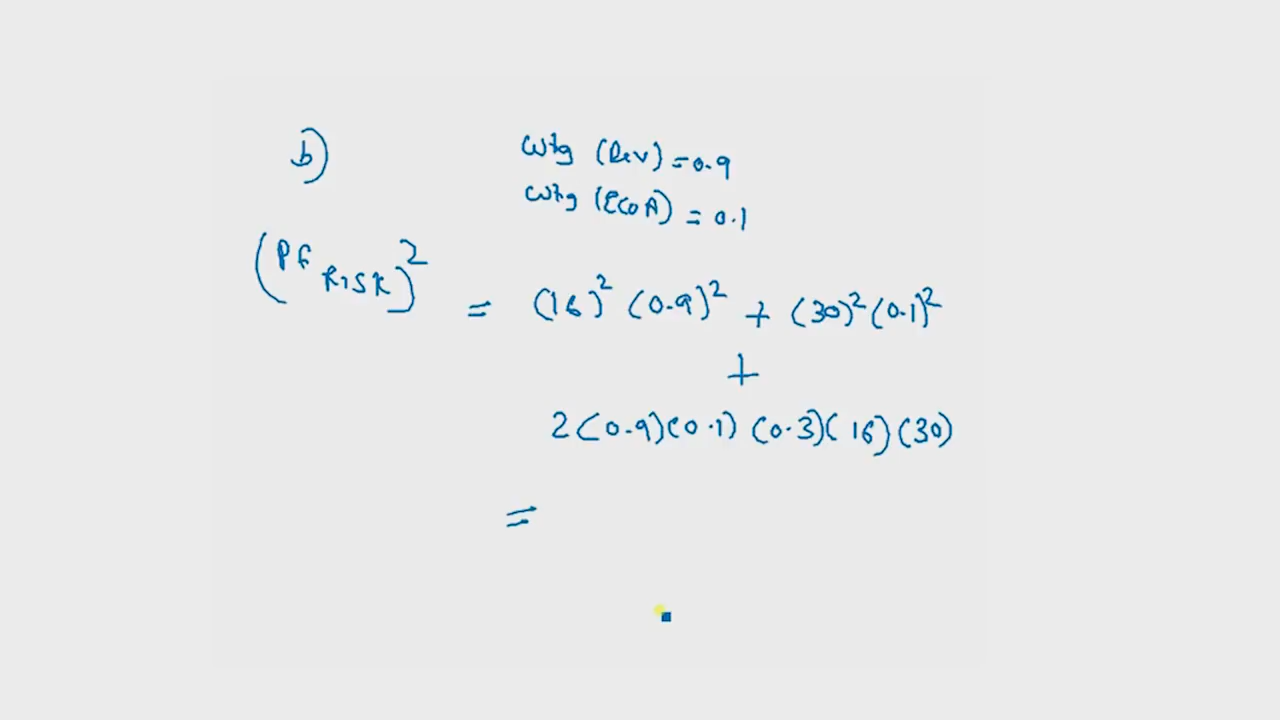 b)
Wtg (Rev) = 0.9
Wtg (ECOA) = 0.1
(PF RISK)² = (16)² (0.9)² + (30)² (0.1)²
+
2(0.9)(0.1) (0.3)(16)(30)
=